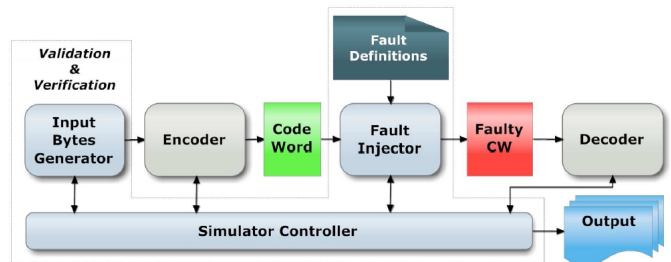 Validation
&
Verification
Fault
Definitions
Input
Bytes
Generator
Encoder
Code
Word
Fault
Injector
Faulty
CW
Decoder
Simulator Controller
Output